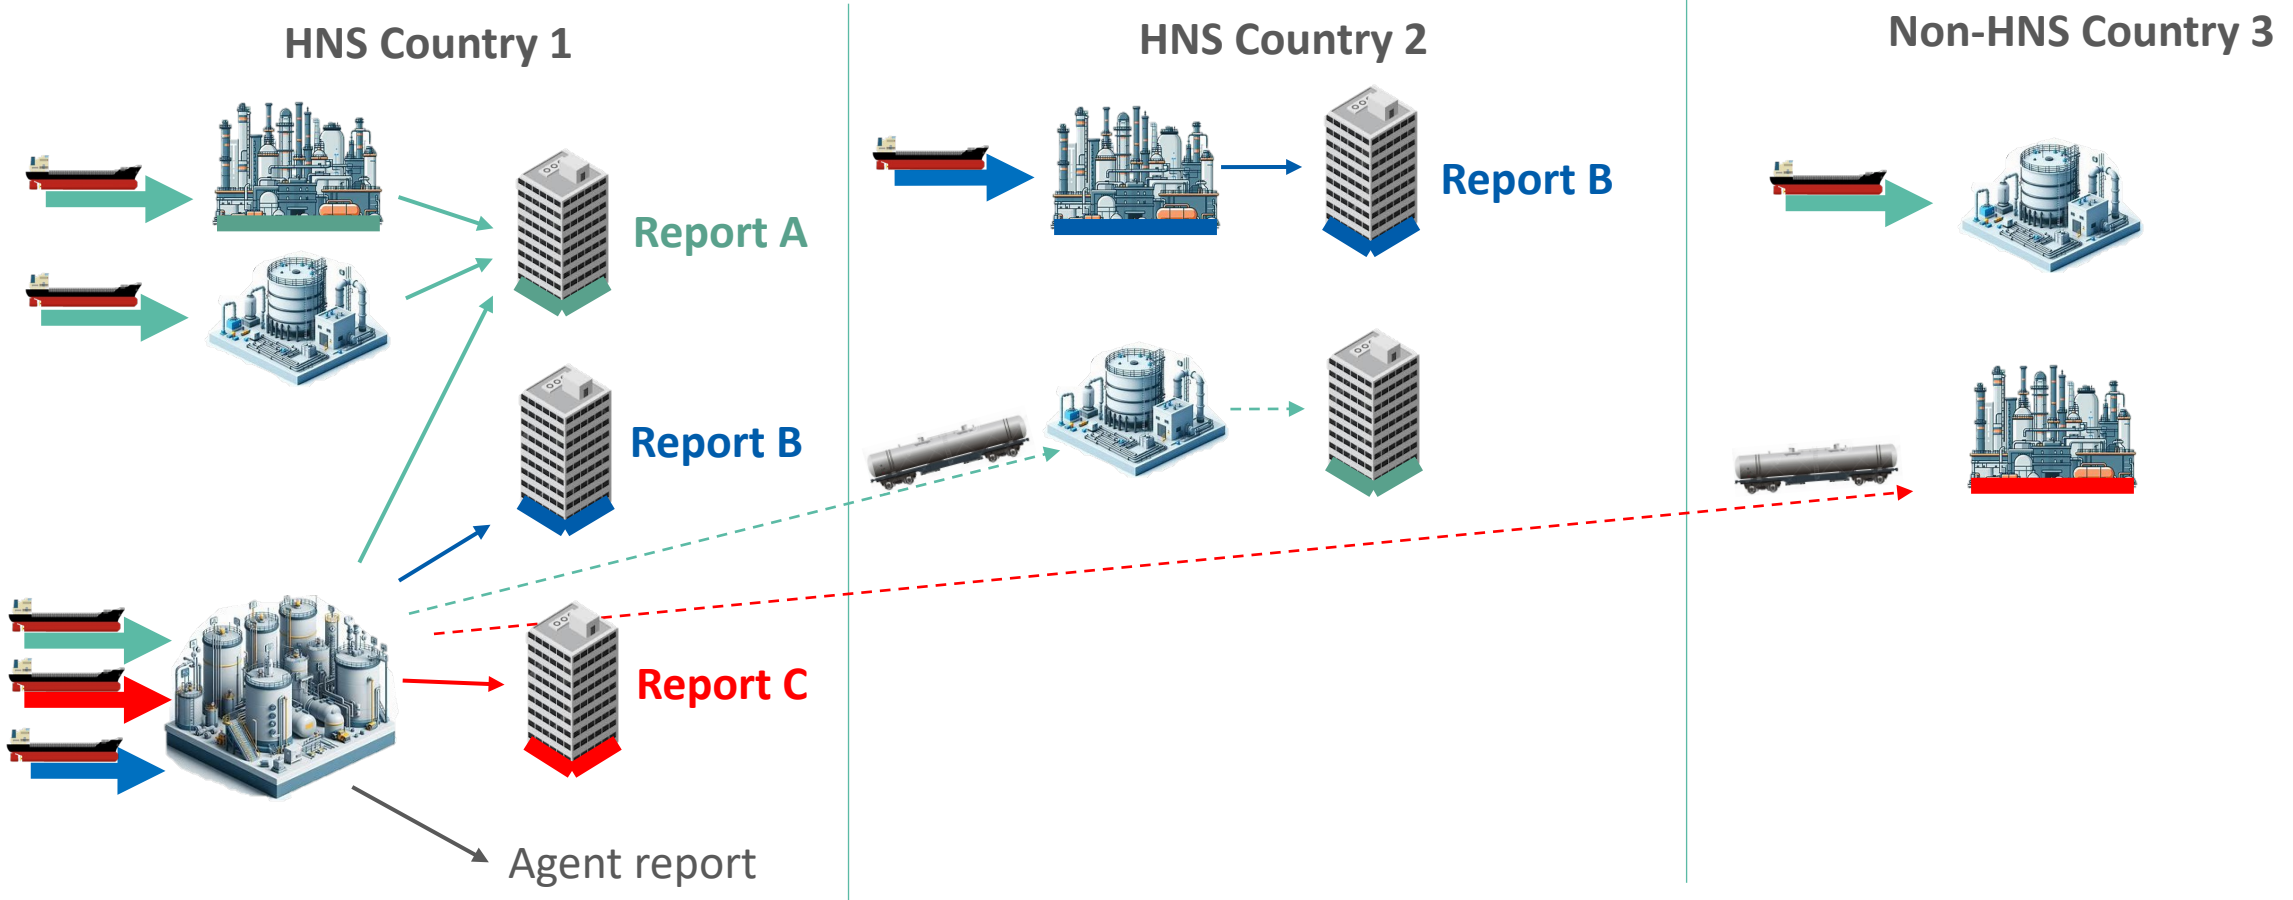 HNS Country 1
HNS Country 2
Non-HNS Country 3
Report A
Report B
Report C
Agent report
Report B